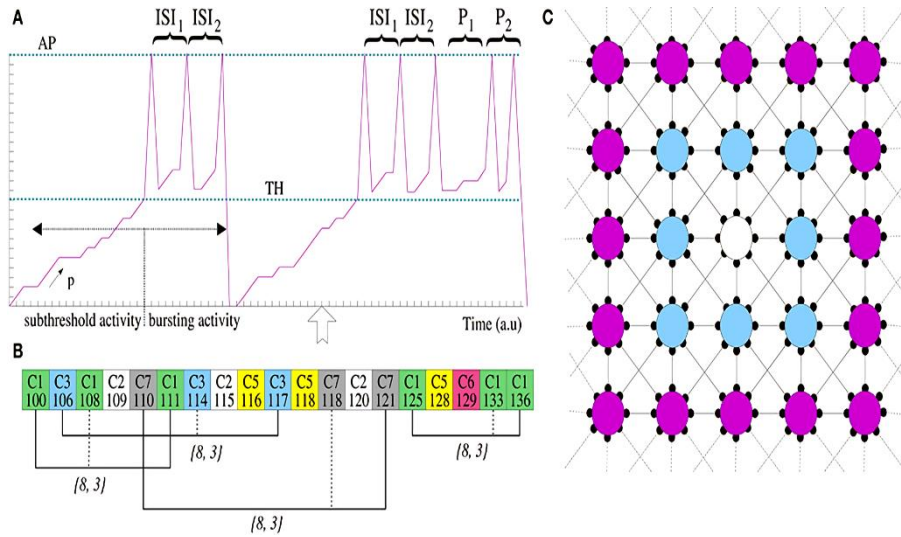 A
ISI1 ISI2
ISI1 ISI2 P1 P2
AP
TH
p
subthreshold activity bursting activity
Time (a.u)
B
C1 C3 C1 C2 C7 C1 C3 C2 C5 C3 C5 C7 C2 C7 C1 C5 C6 C1 C1
100 106 108 109 110 111 114 115 116 117 118 118 120 121 125 128 129 133 136
{8, 3}
{8, 3}
{8, 3}
{8, 3}
C